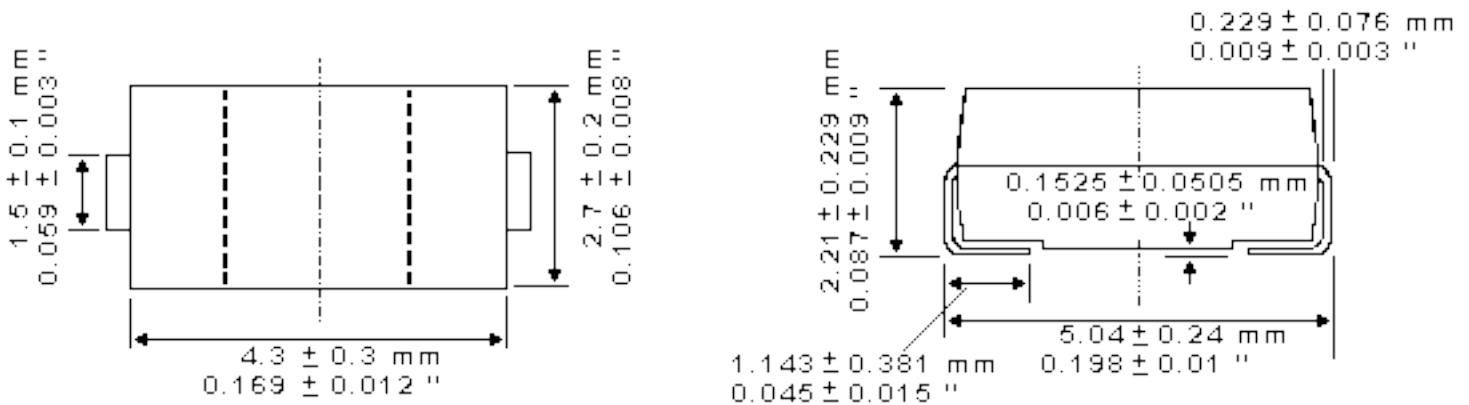 1.5 ± 0.1 mm
0.059 ± 0.003 "
2.7 ± 0.2 mm
0.106 ± 0.008 "
4.3 ± 0.3 mm
0.169 ± 0.012 "
0.229 ± 0.076 mm
0.009 ± 0.003 "
2.21 ± 0.229 mm
0.087 ± 0.009 "
0.1525 ± 0.0505 mm
0.006 ± 0.002 "
5.04 ± 0.24 mm
0.198 ± 0.01 "
1.143 ± 0.381 mm
0.045 ± 0.015 "